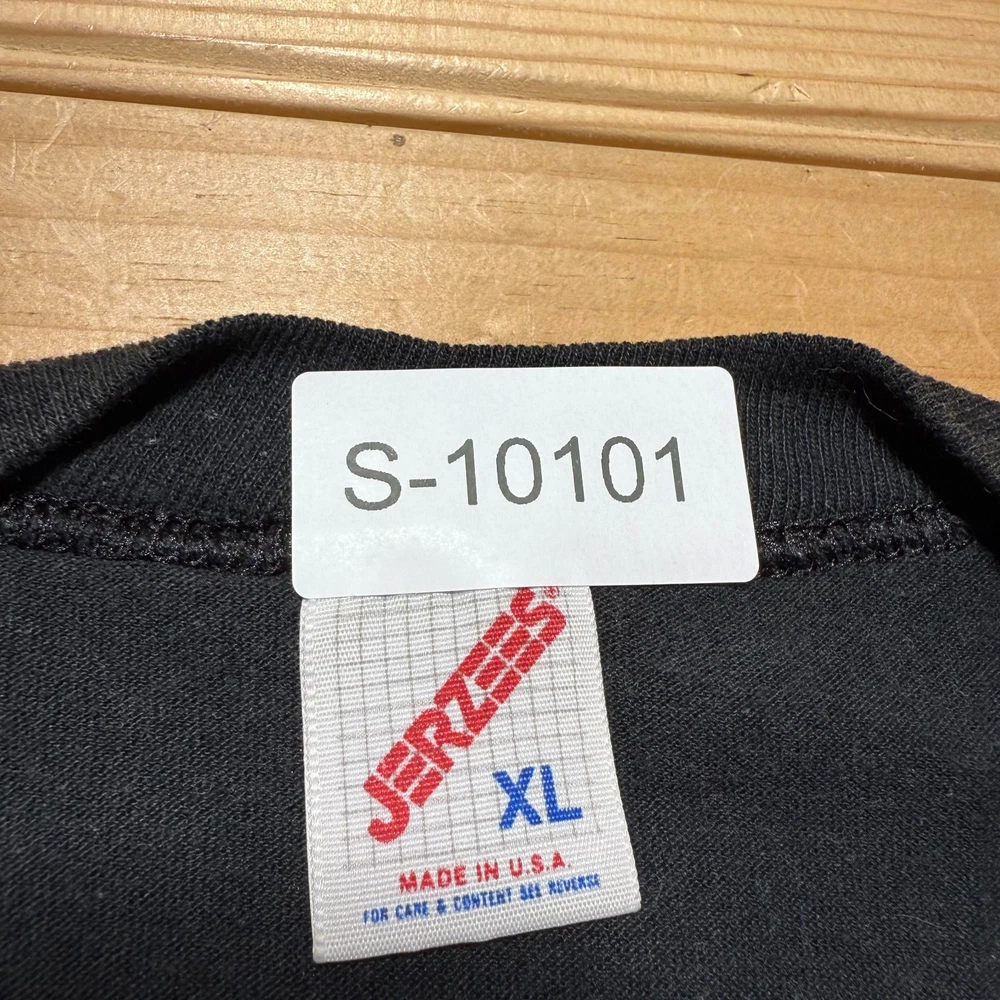 S-10101
JERZEES®
XL
MADE IN U.S.A
FOR CARE & CONTENT SEE REVERSE